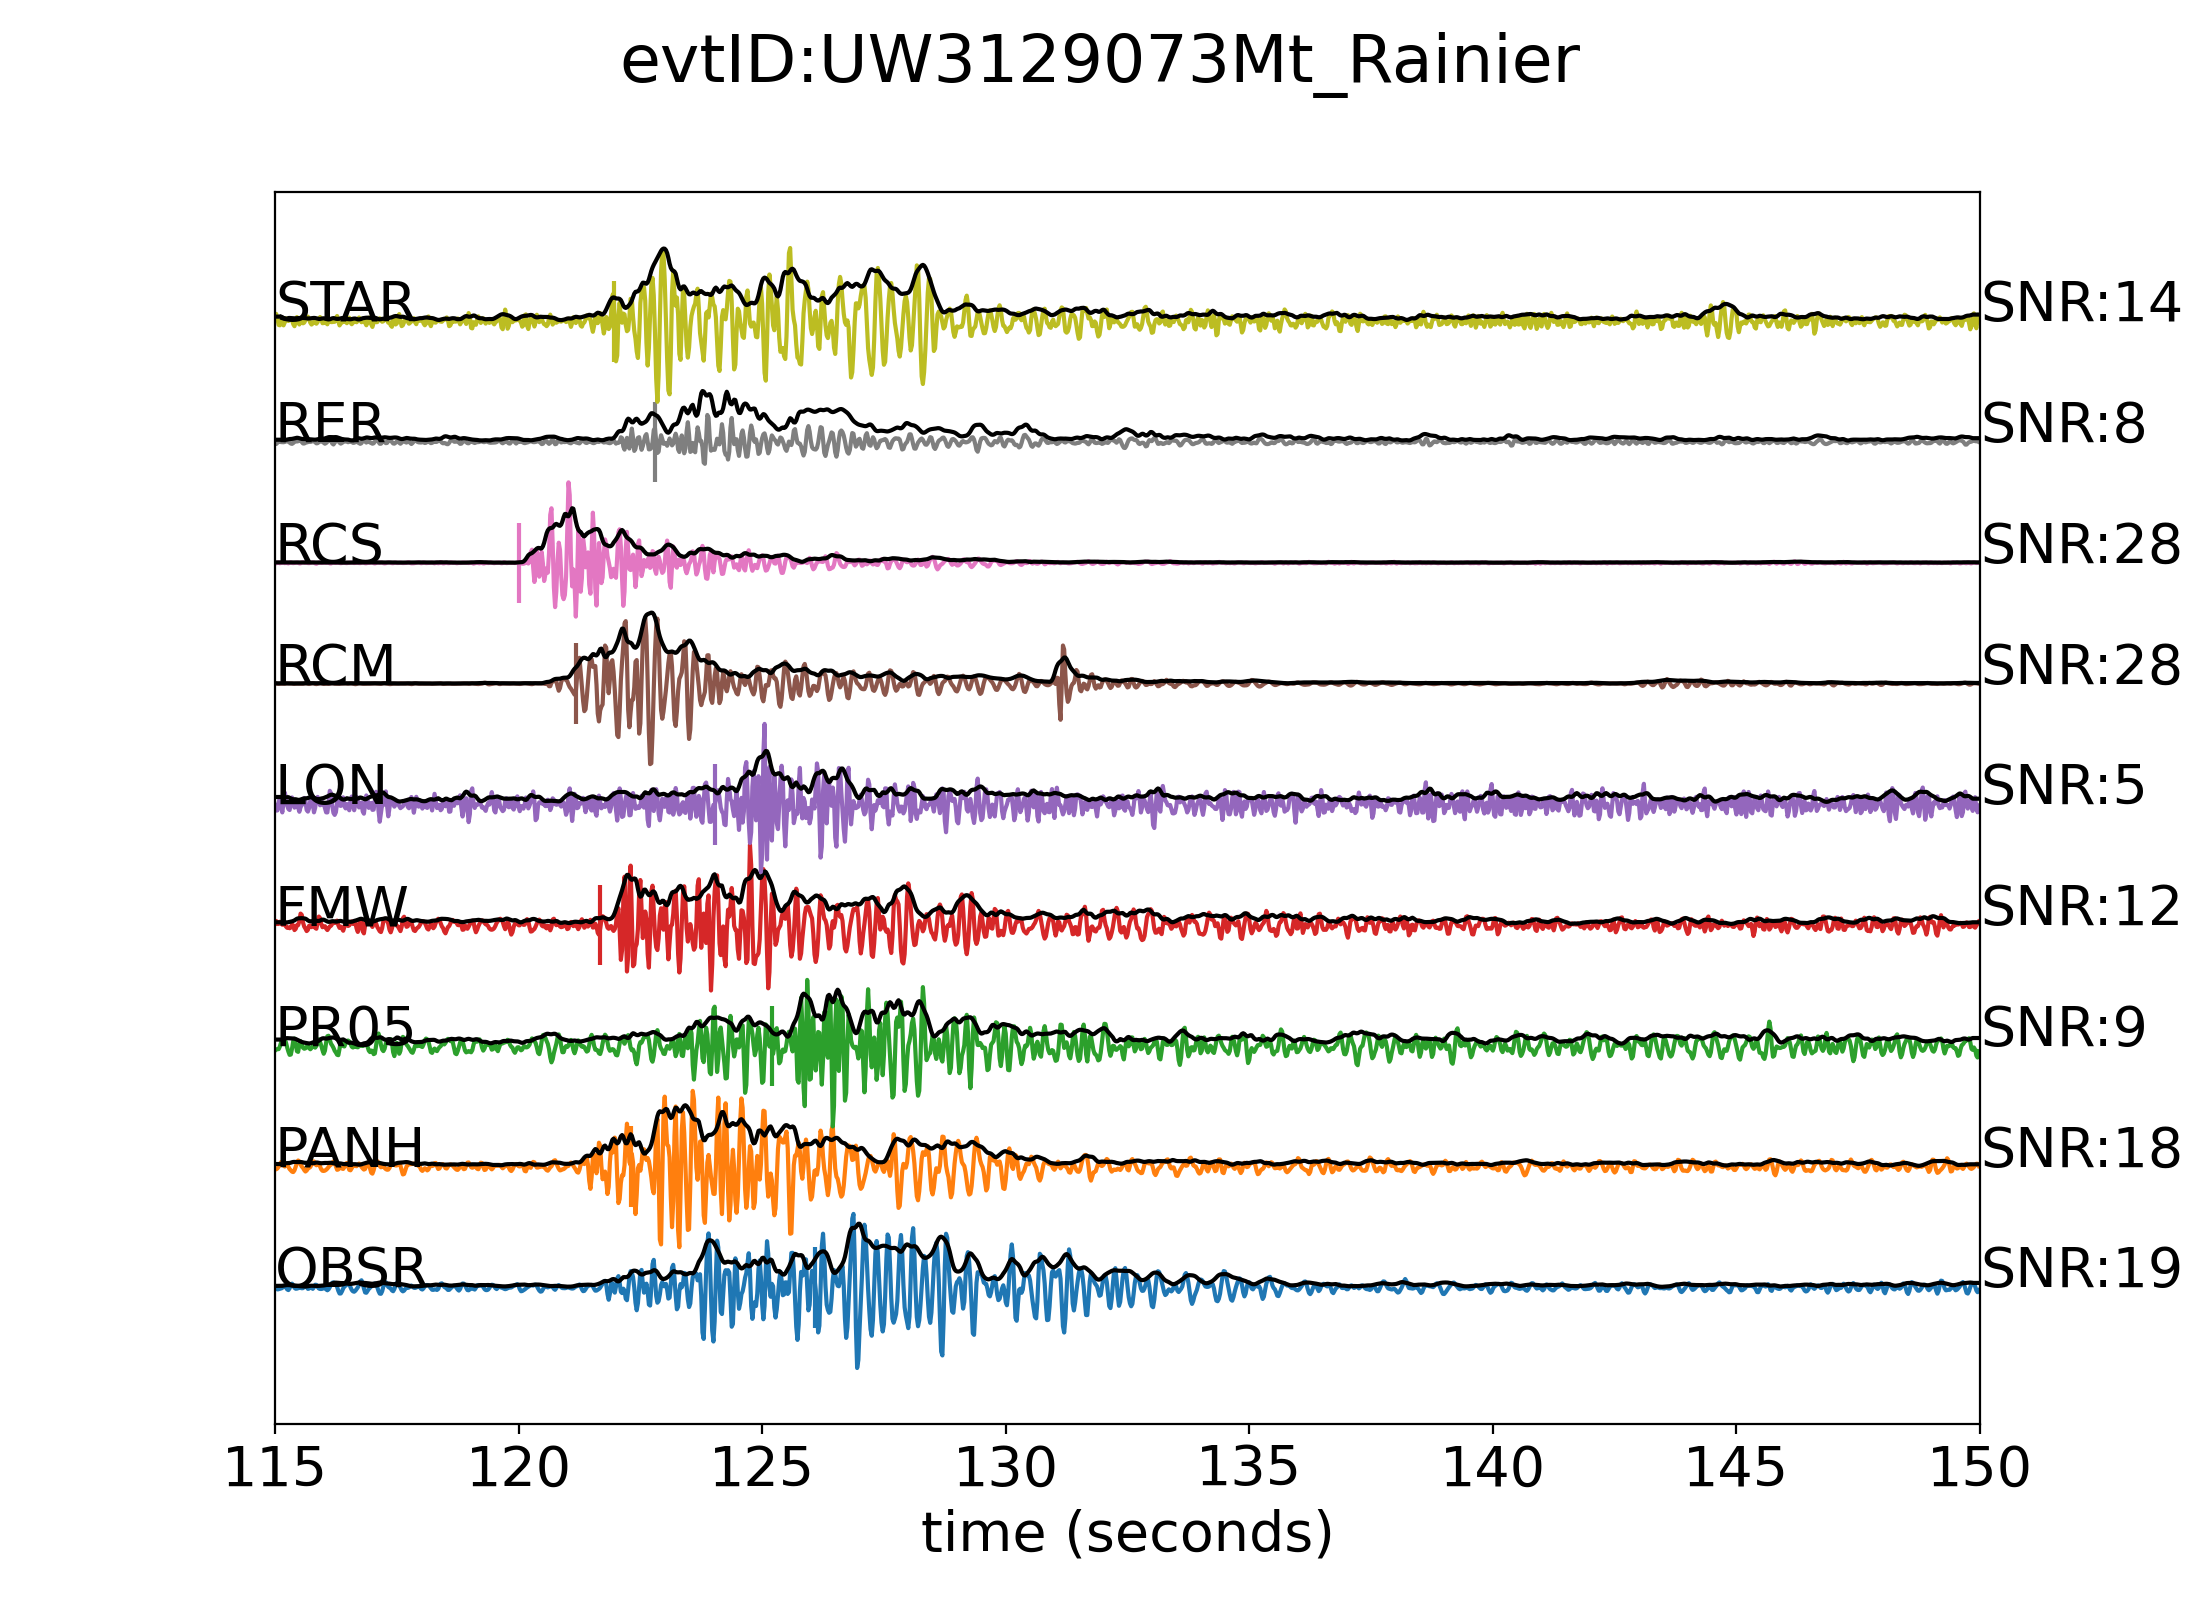 evtID:UW3129073Mt_Rainier
STAR SNR:14
RER SNR:8
RCS SNR:28
RCM SNR:28
LON SNR:5
FMW SNR:12
PR05 SNR:9
PANH SNR:18
OBSR SNR:19
115 120 125 130 135 140 145 150
time (seconds)